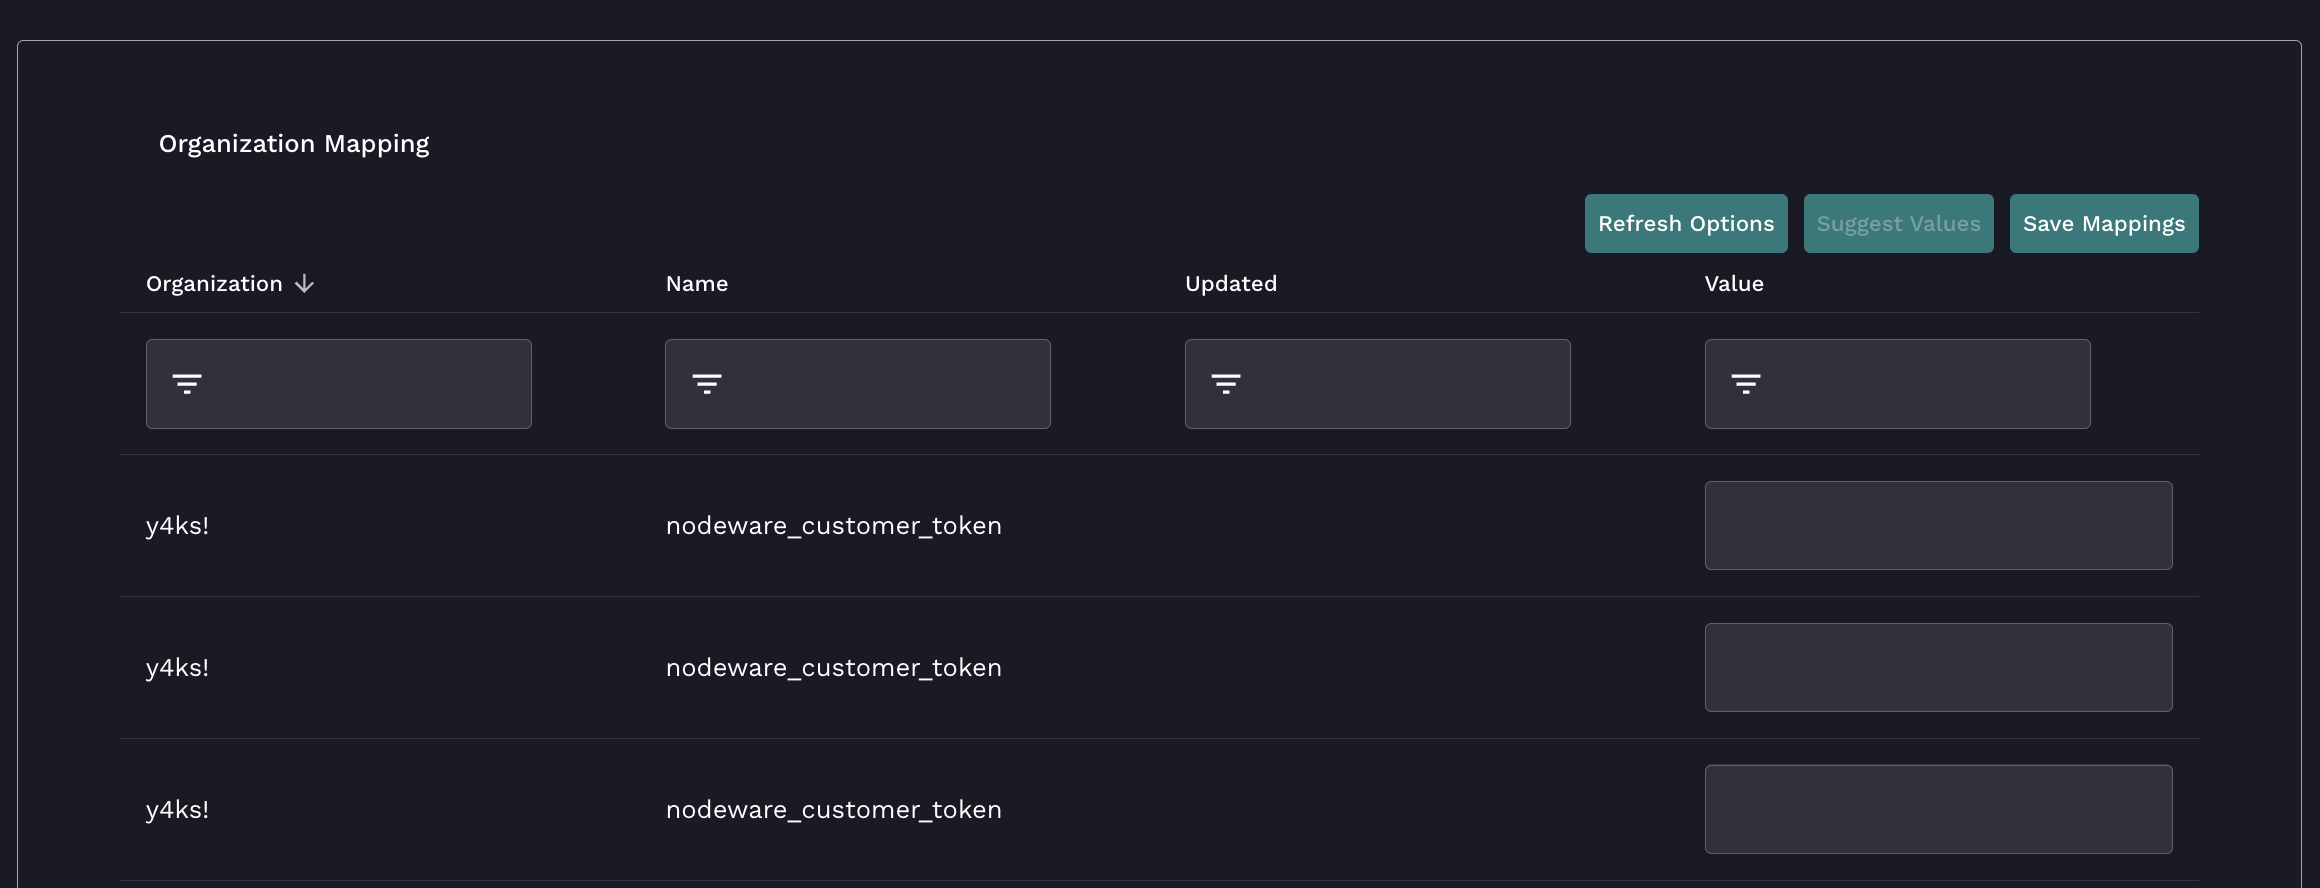 Organization Mapping
Refresh Options Suggest Values Save Mappings
Organization Name Updated Value
y4ks! nodeware_customer_token
y4ks! nodeware_customer_token
y4ks! nodeware_customer_token